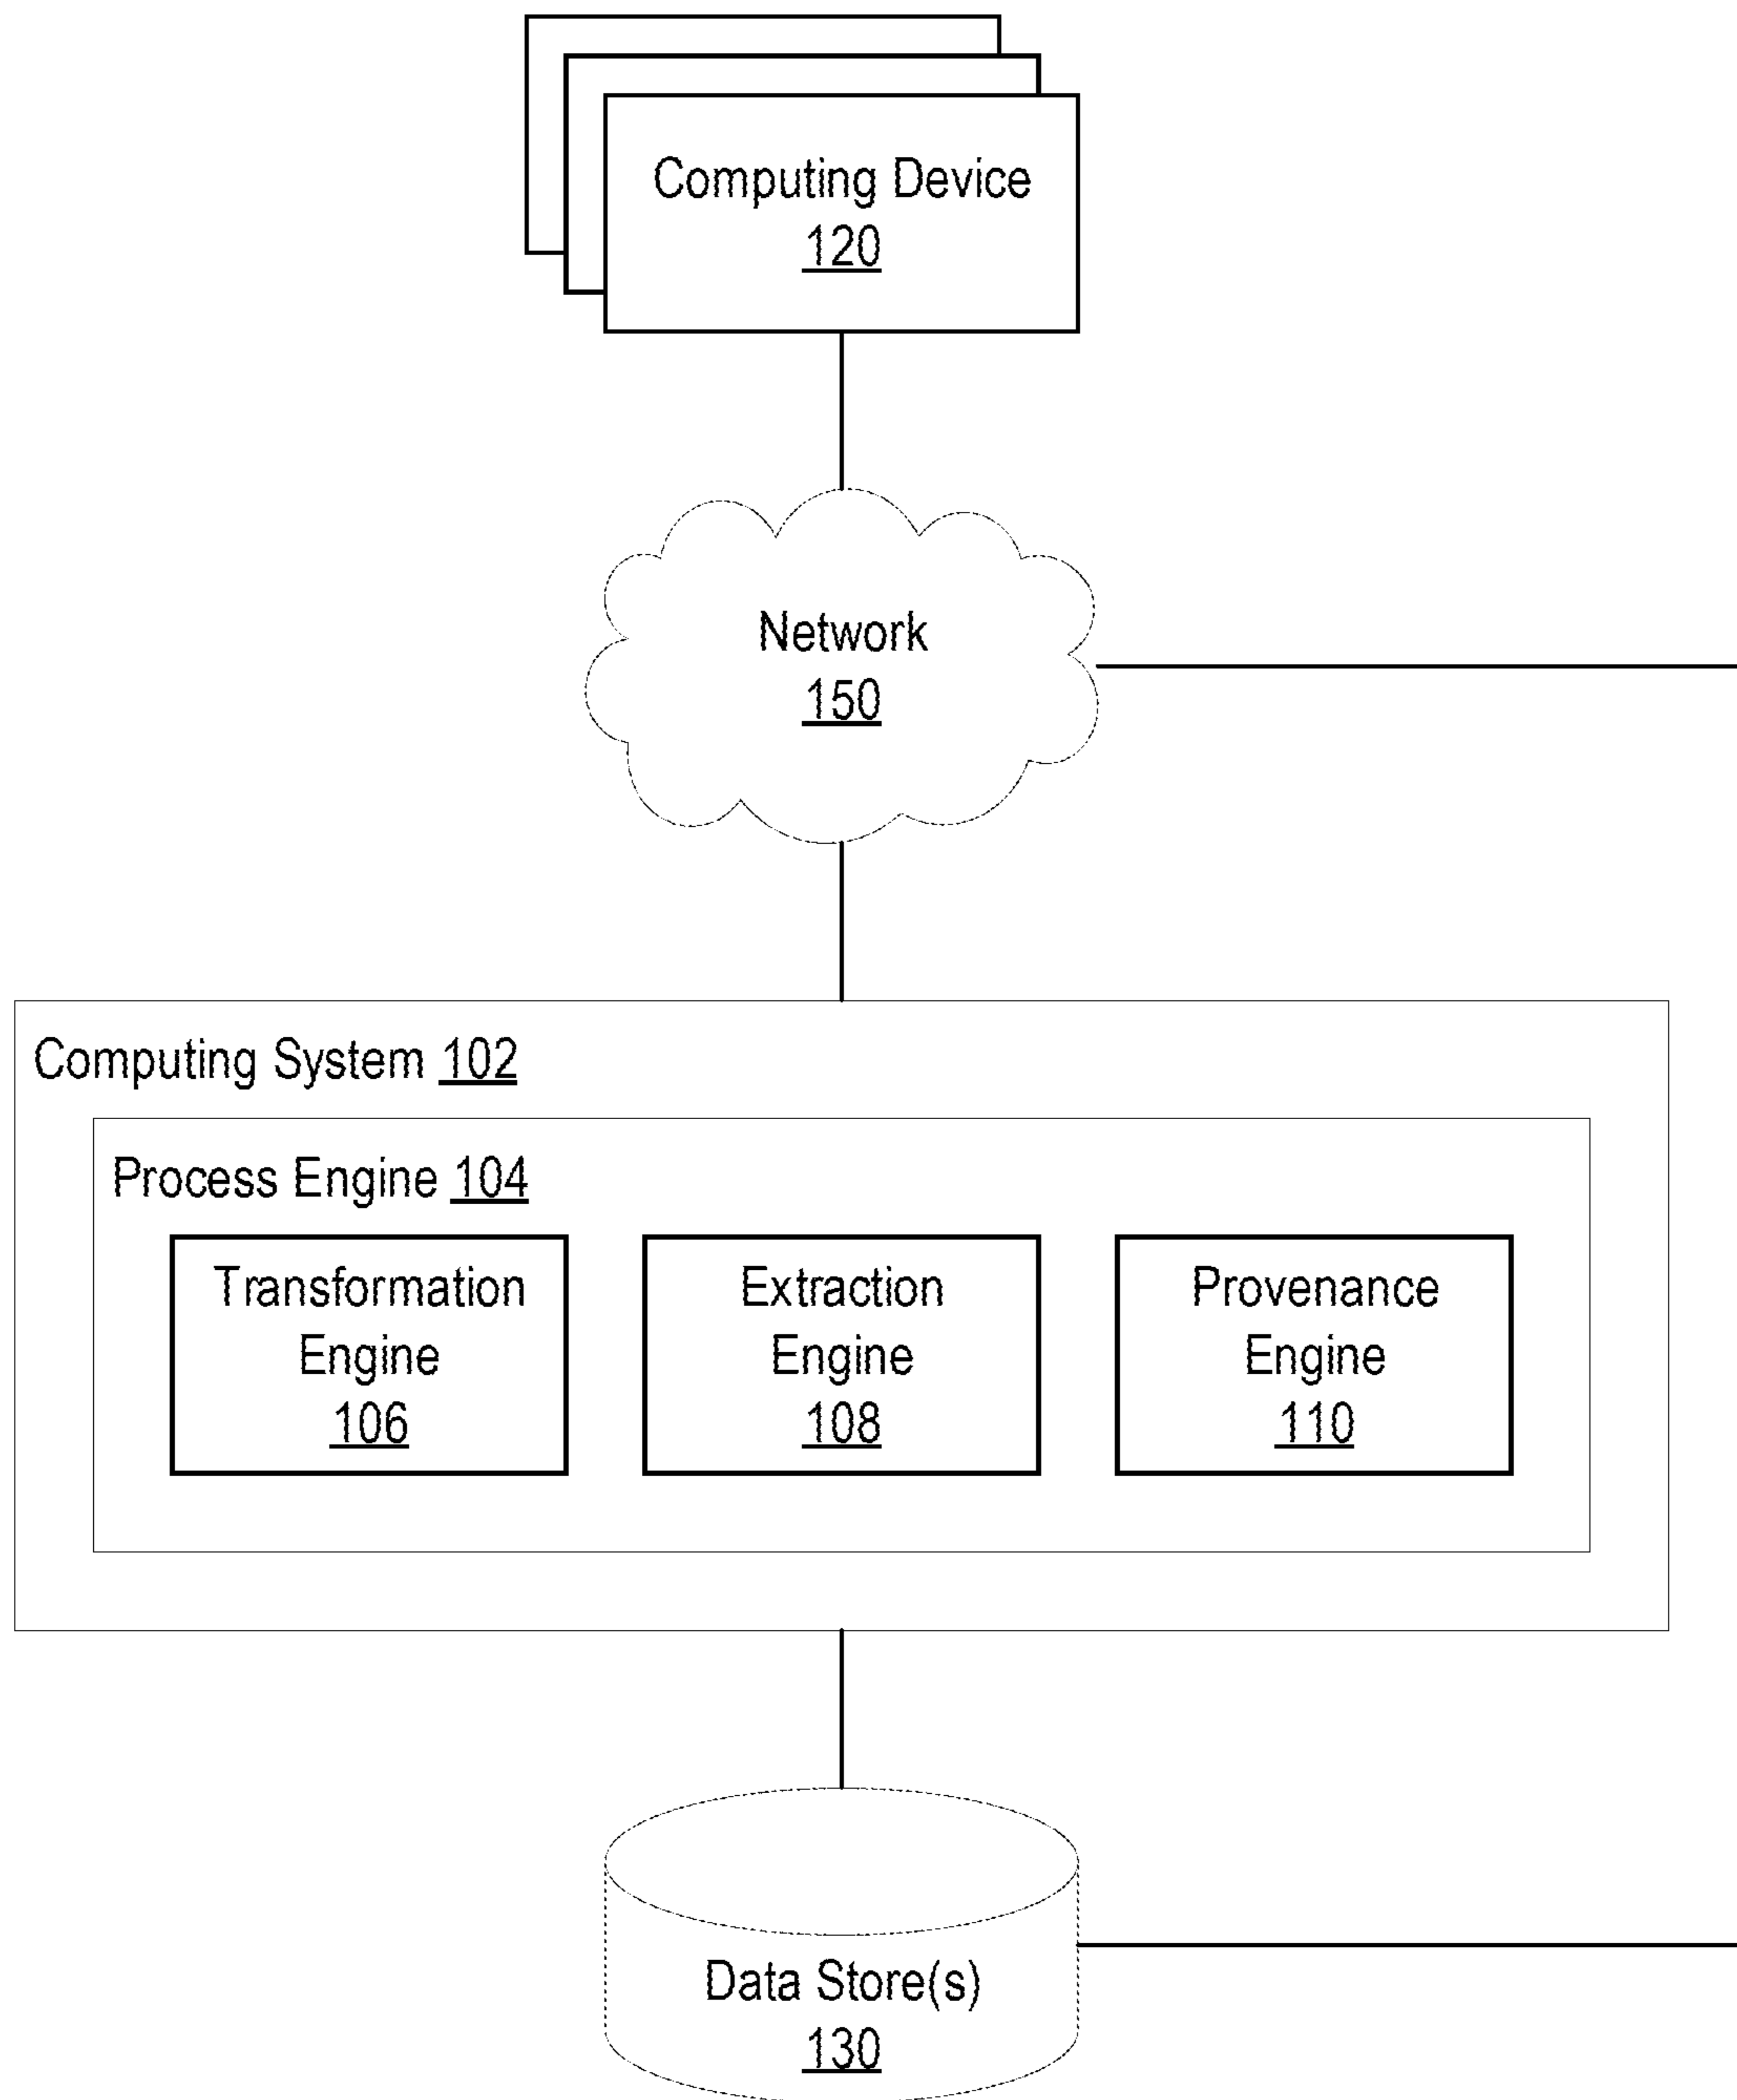 Computing Device
120
Network
150
Computing System 102
Process Engine 104
Transformation
Engine
106
Extraction
Engine
108
Provenance
Engine
110
Data Store(s)
130